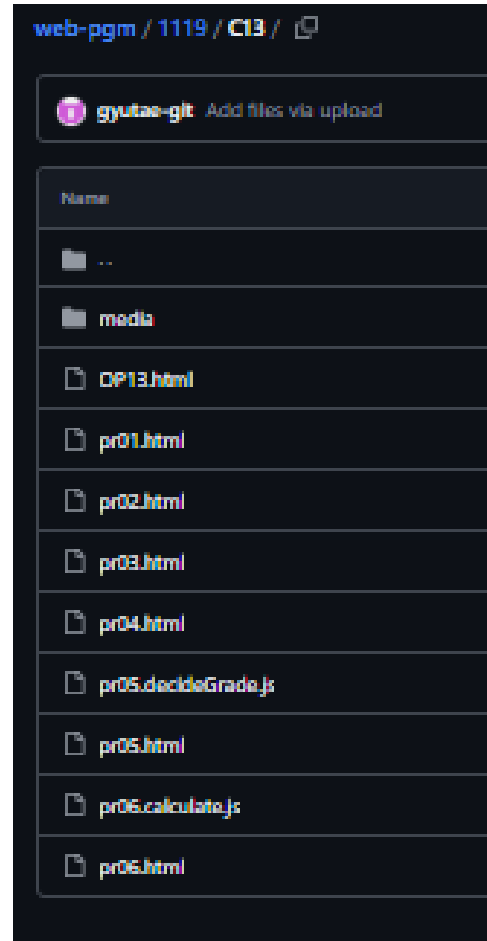 web-pgm / 1119 / C13 /
gyutae-git Add files via upload
Name
..
media
OP13.html
pr01.html
pr02.html
pr03.html
pr04.html
pr05.decideGrade.js
pr05.html
pr06.calculate.js
pr06.html